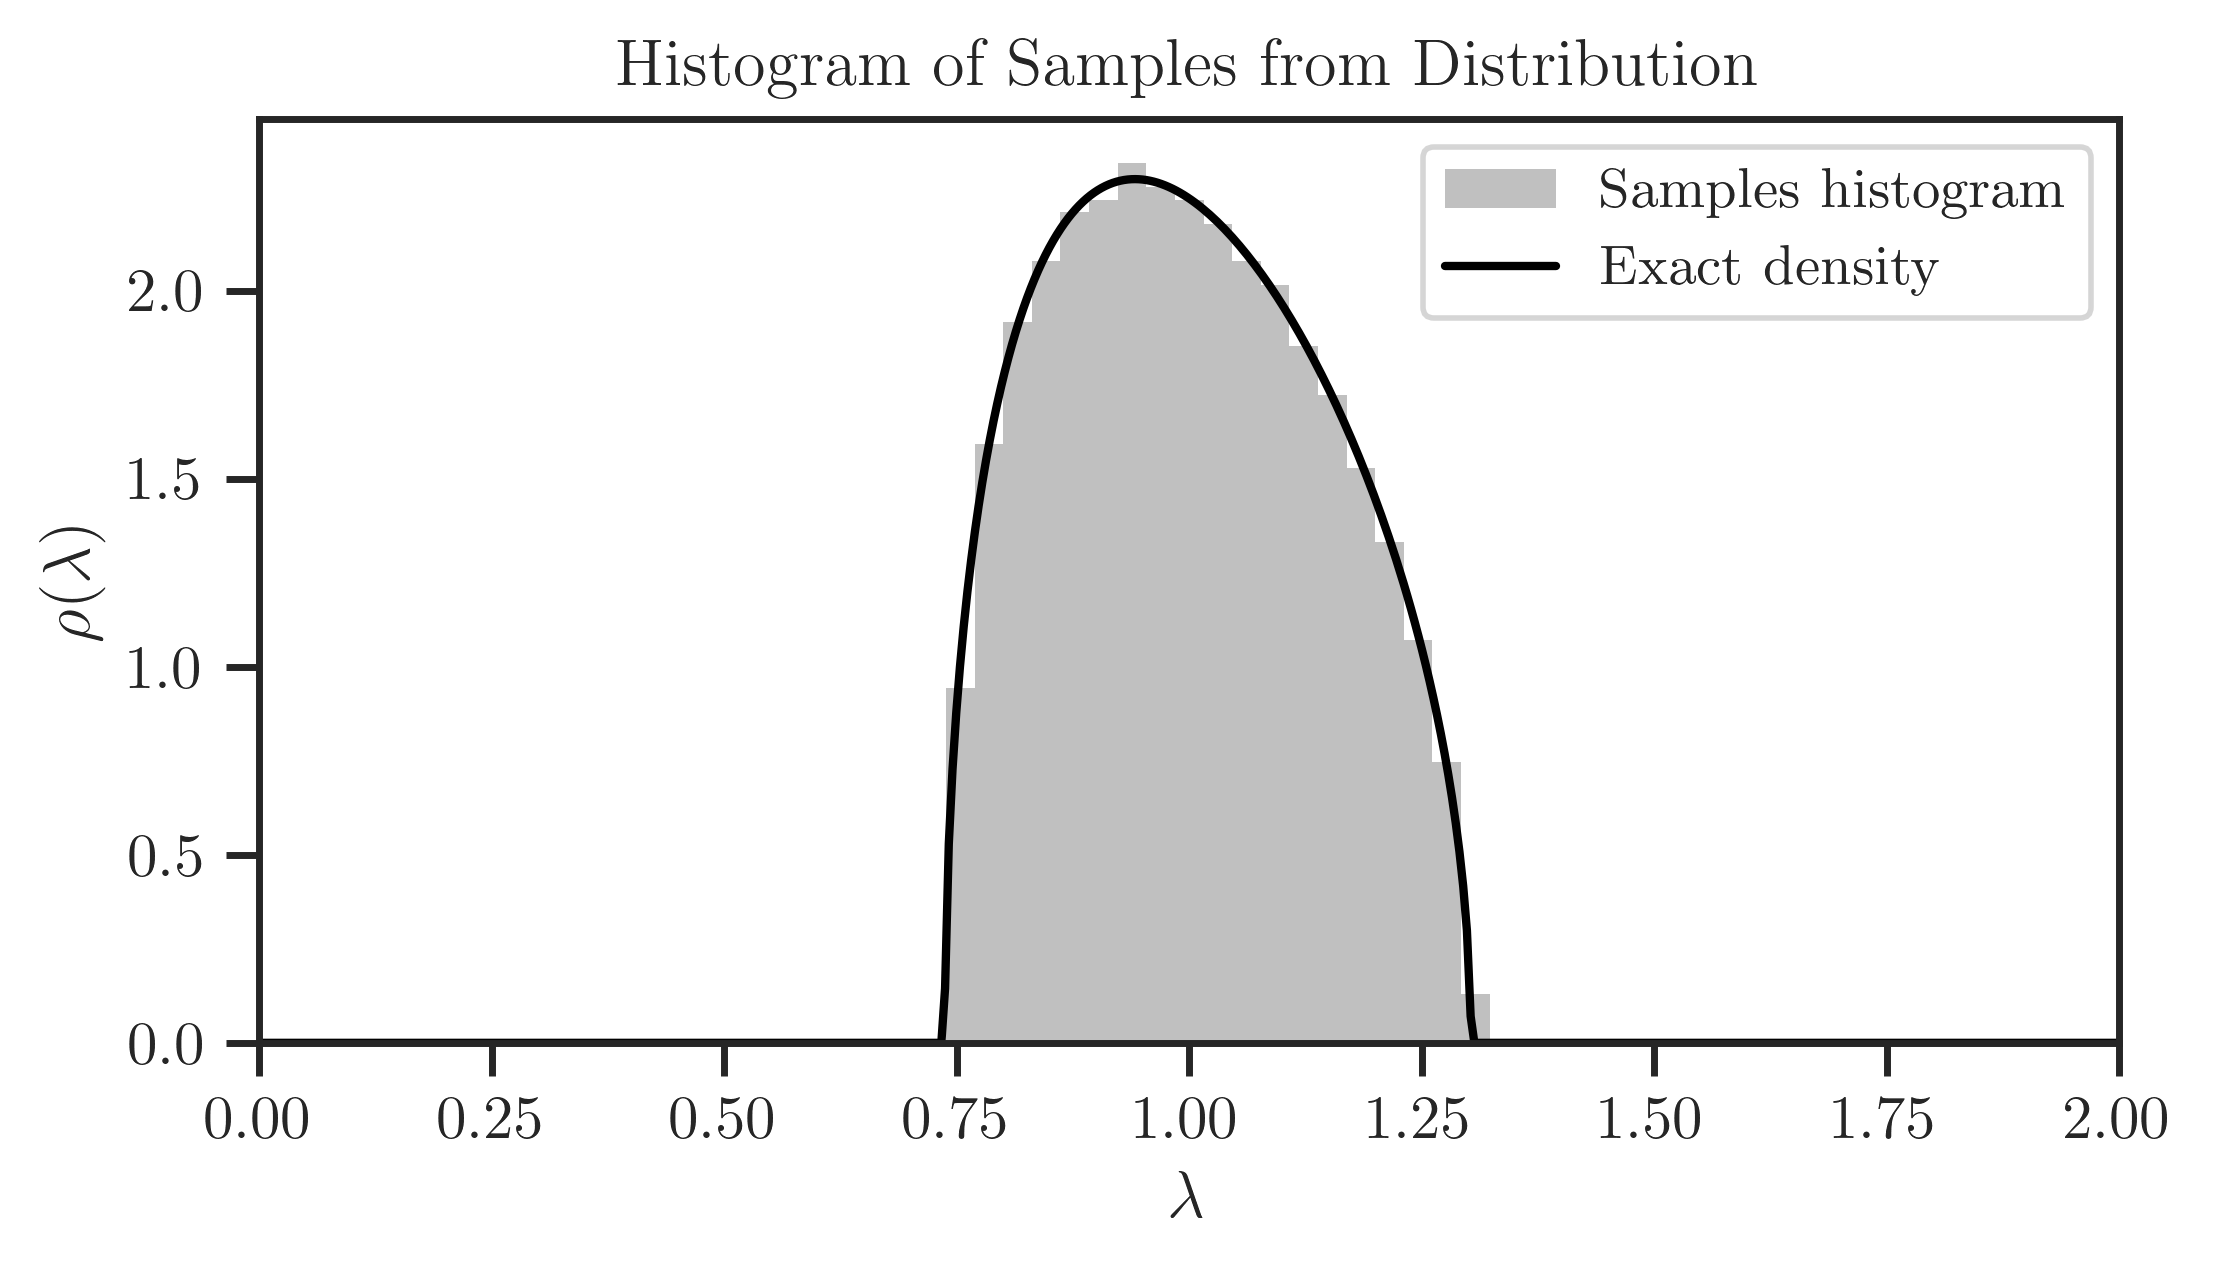 Histogram of Samples from Distribution
Samples histogram
Exact density
ρ(λ)
2.0
1.5
1.0
0.5
0.0
0.00 0.25 0.50 0.75 1.00 1.25 1.50 1.75 2.00
λ